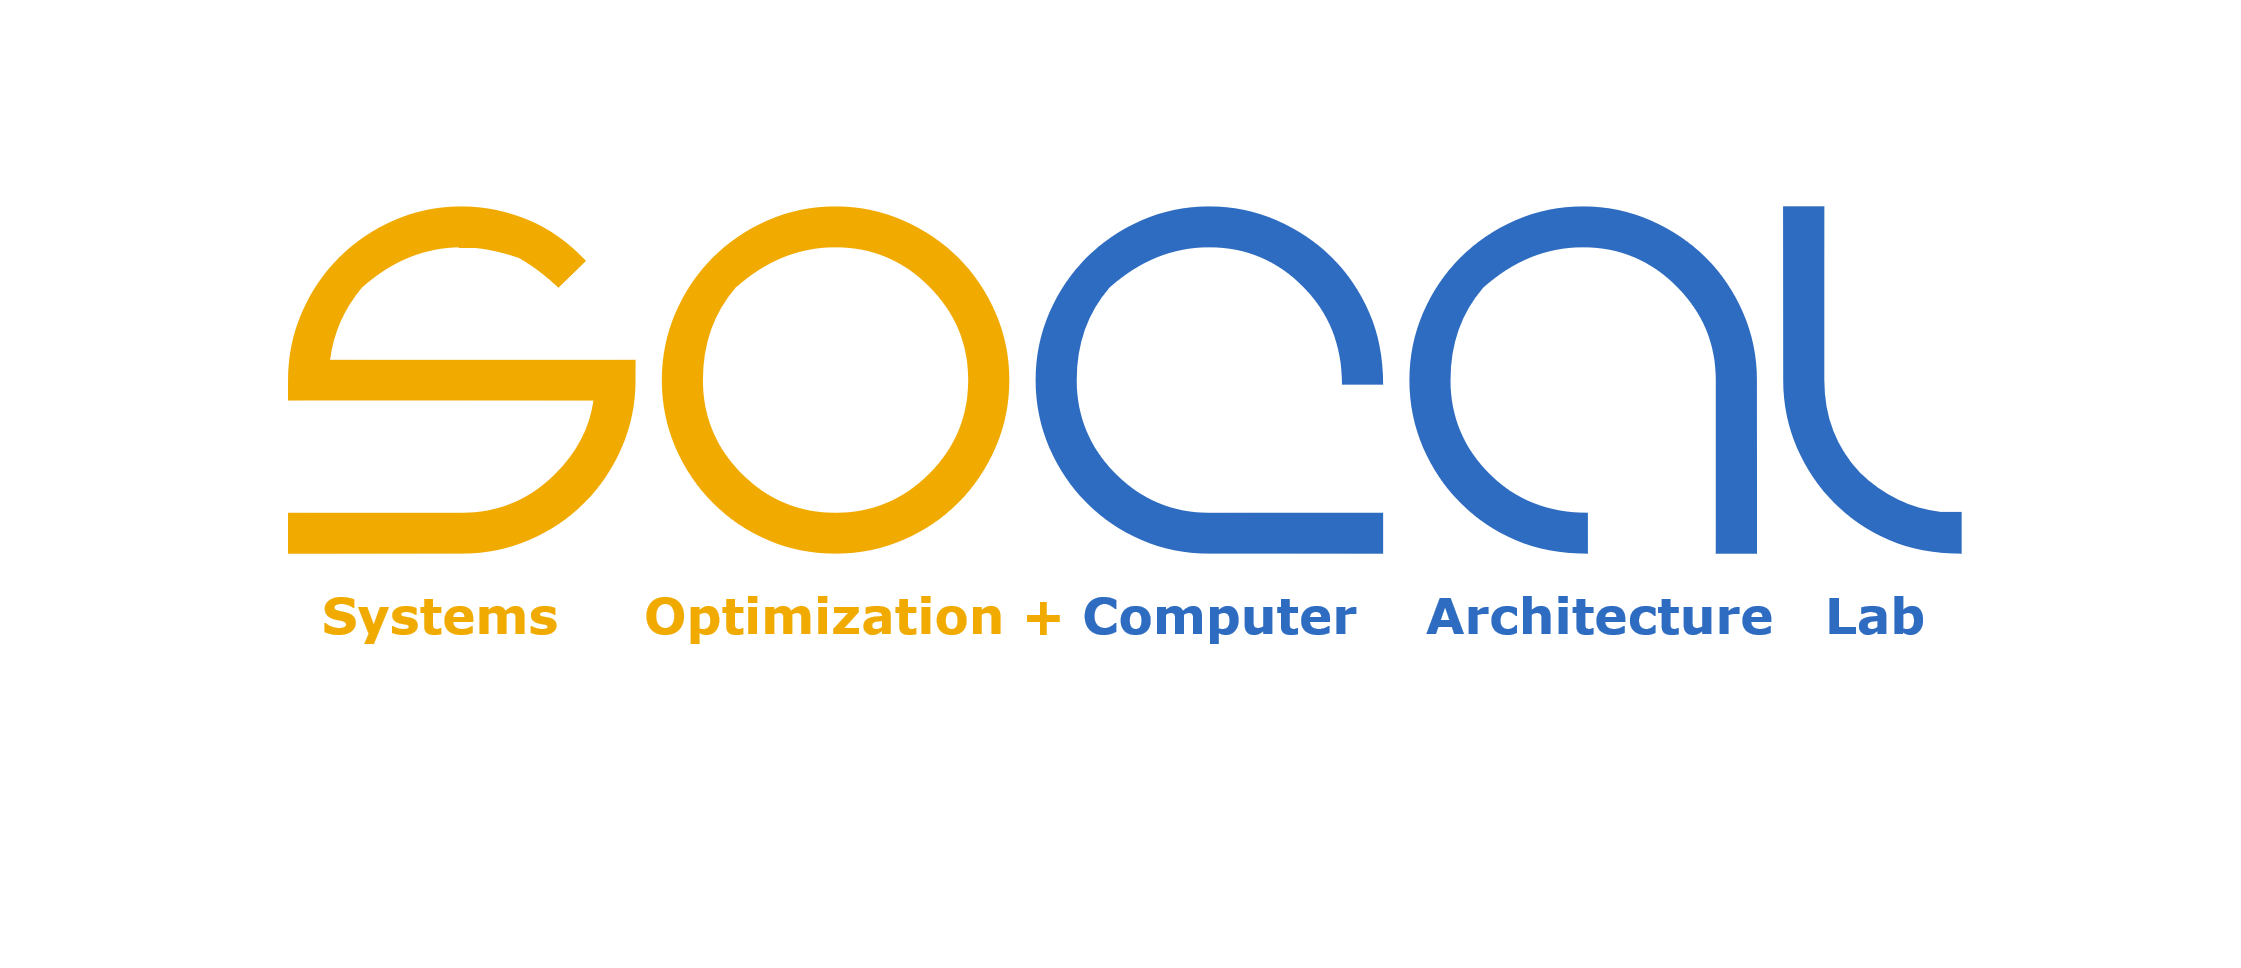 socal
Systems Optimization + Computer Architecture Lab